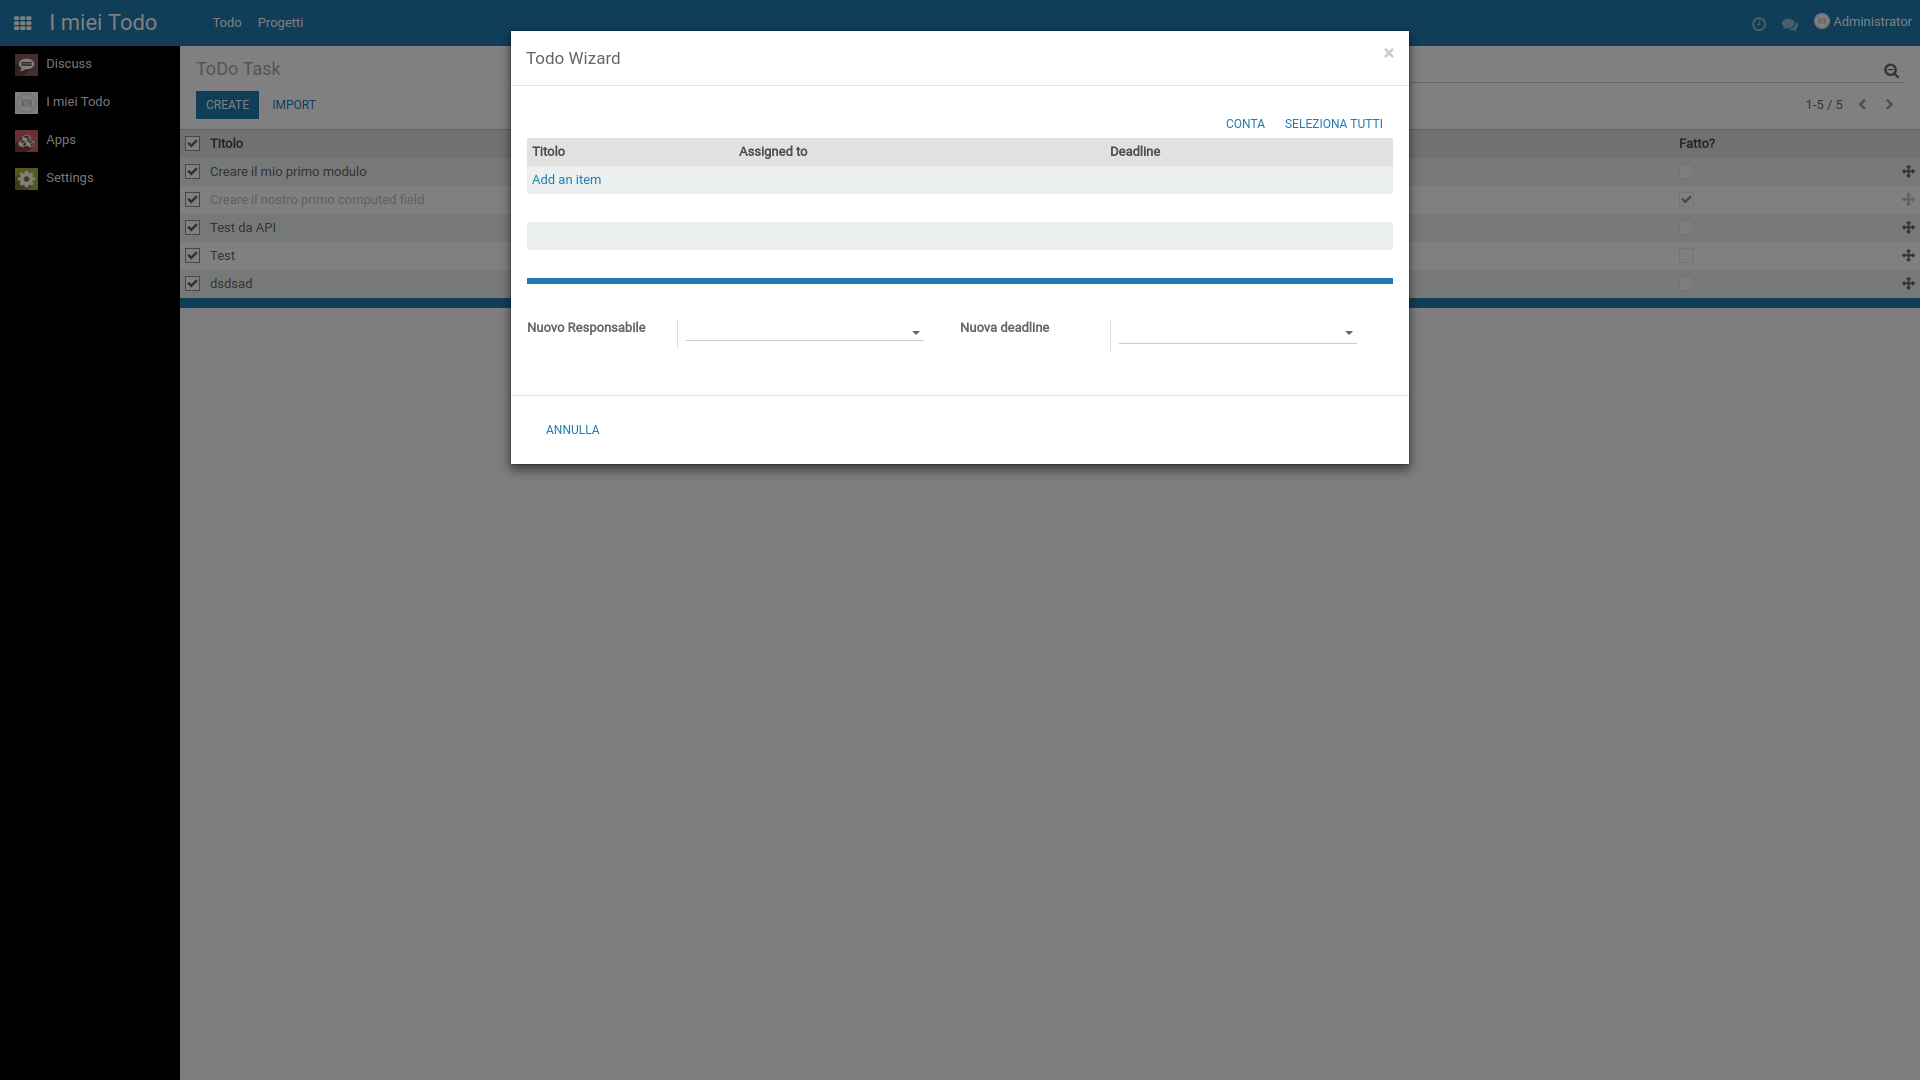 I miei Todo
Todo Progetti
Administrator
Discuss
I miei Todo
Apps
Settings
ToDo Task
CREATE IMPORT
1-5 / 5
Titolo
Fatto?
Creare il mio primo modulo
Creare il nostro primo computed field
Test da API
Test
dsdsad
Todo Wizard
×
CONTA SELEZIONA TUTTI
Titolo Assigned to Deadline
Add an item
Nuovo Responsabile
Nuova deadline
ANNULLA